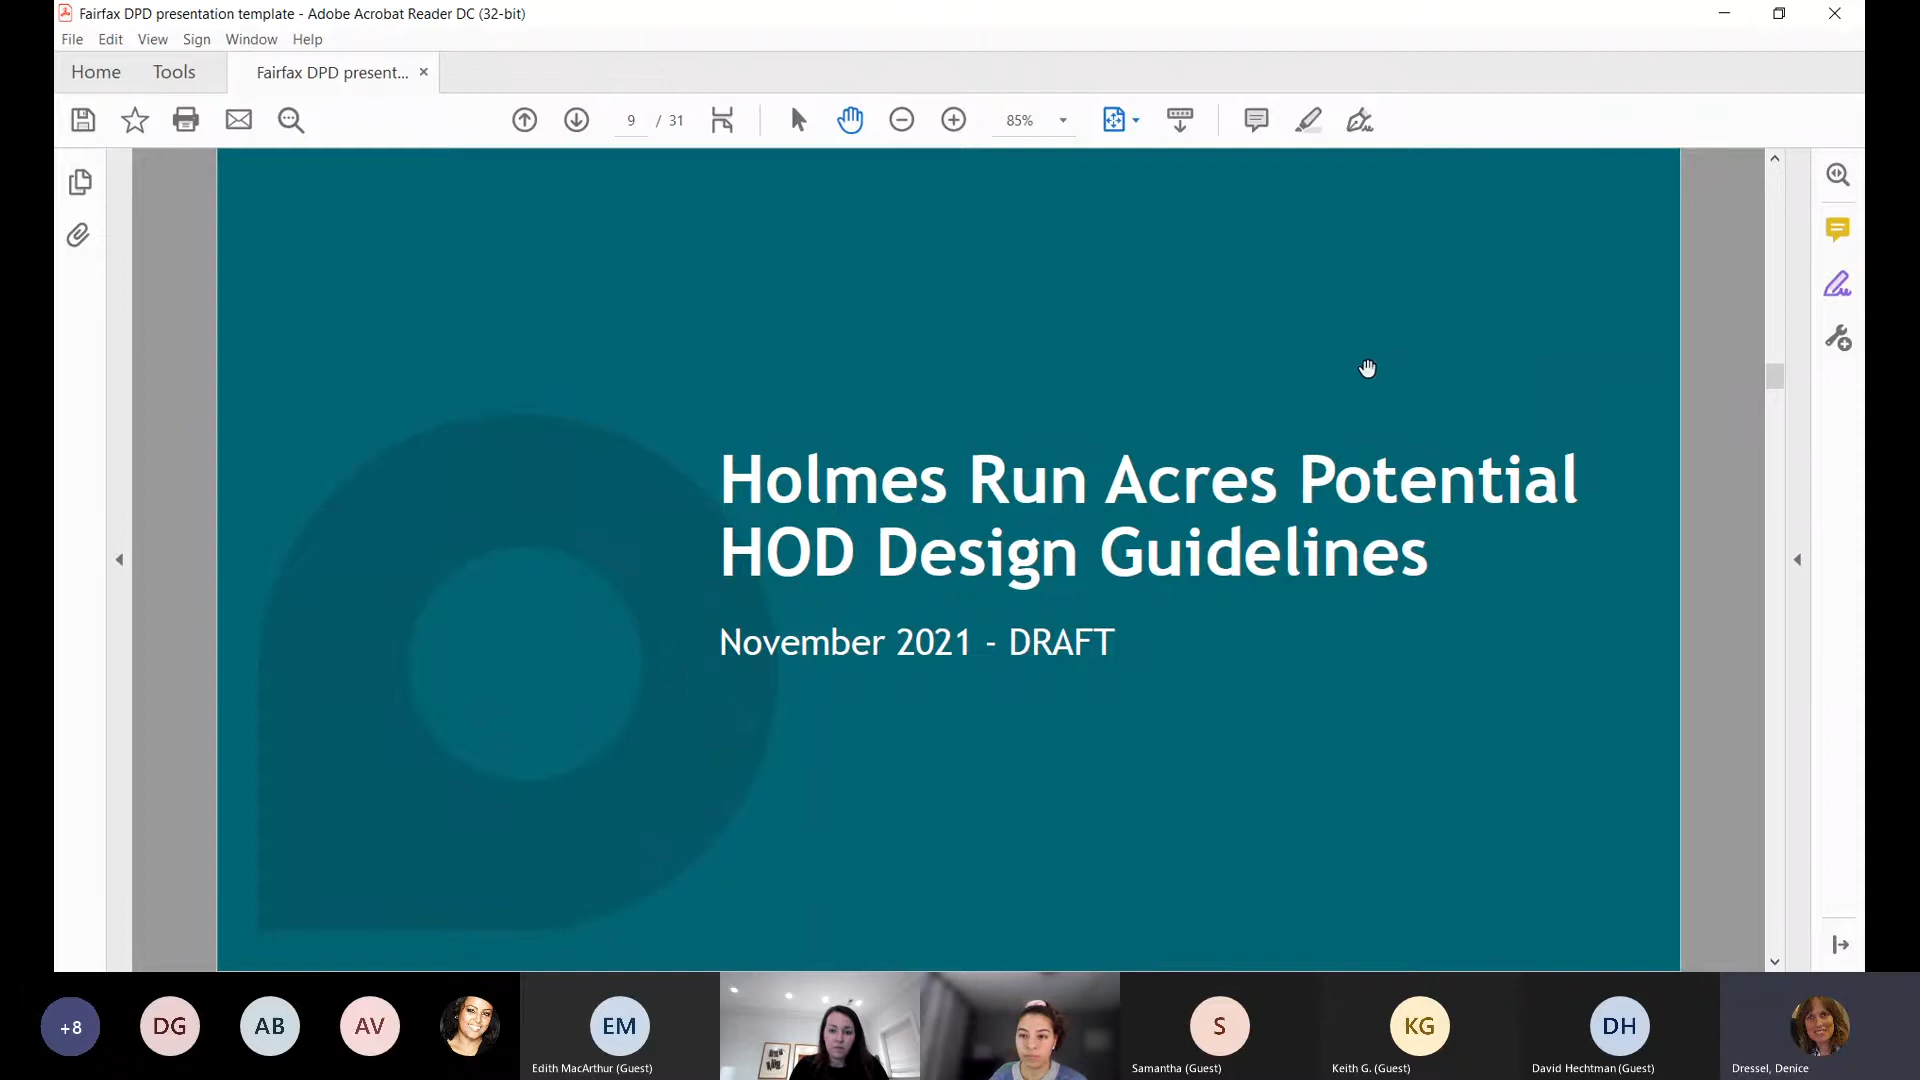 Fairfax DPD presentation template - Adobe Acrobat Reader DC (32-bit)
File Edit View Sign Window Help
Home Tools Fairfax DPD present... ×
9 / 31 85%
Holmes Run Acres Potential
HOD Design Guidelines
November 2021 - DRAFT
+8 DG AB AV EM S KG DH
Edith MacArthur (Guest) Samantha (Guest) Keith G. (Guest) David Hechtman (Guest) Dressel, Denice